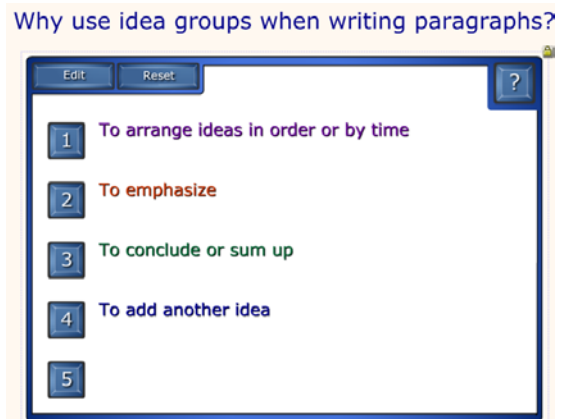 Why use idea groups when writing paragraphs?
Edit Reset
?
1 To arrange ideas in order or by time
2 To emphasize
3 To conclude or sum up
4 To add another idea
5